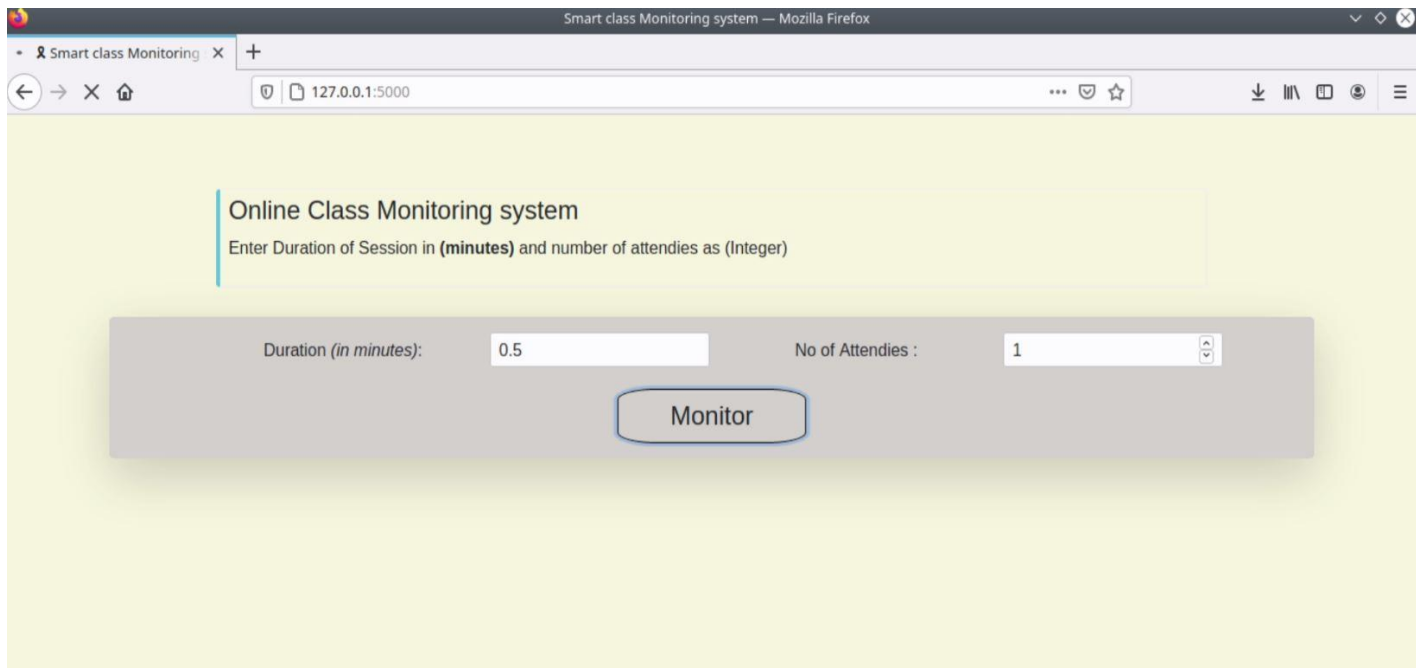 Smart class Monitoring system — Mozilla Firefox
Smart class Monitoring
127.0.0.1:5000
Online Class Monitoring system
Enter Duration of Session in (minutes) and number of attendies as (Integer)
Duration (in minutes): 0.5 No of Attendies : 1
Monitor